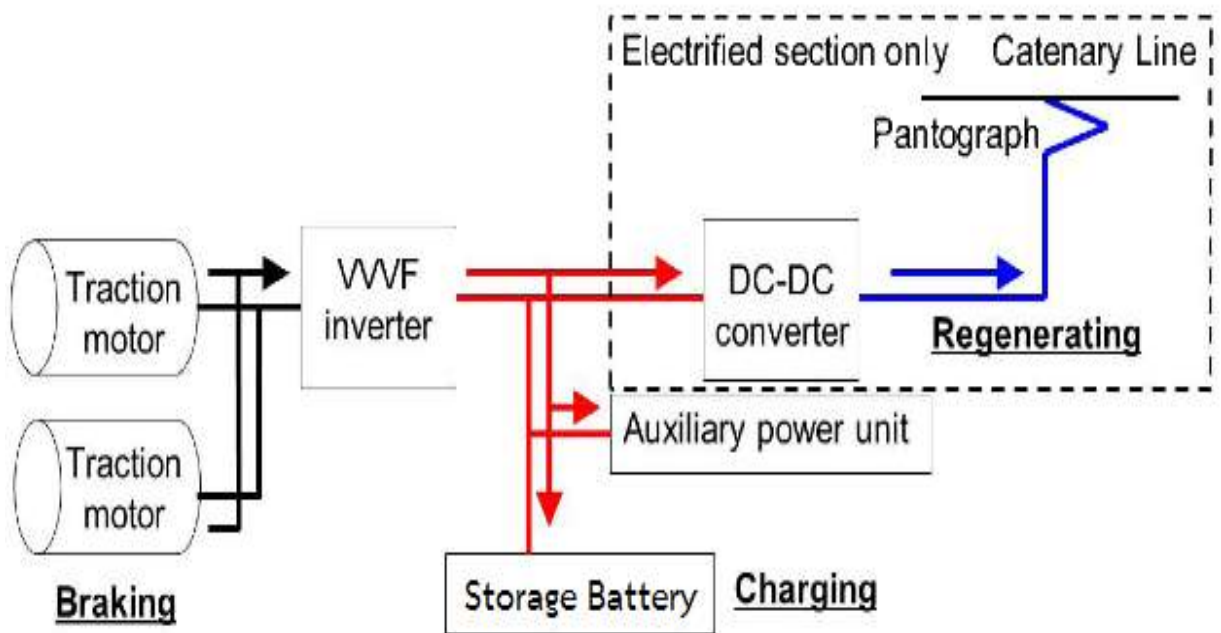 Electrified section only
Catenary Line
Pantograph
Traction
motor
VVVF
inverter
DC-DC
converter
Regenerating
Auxiliary power unit
Traction
motor
Braking
Storage Battery
Charging